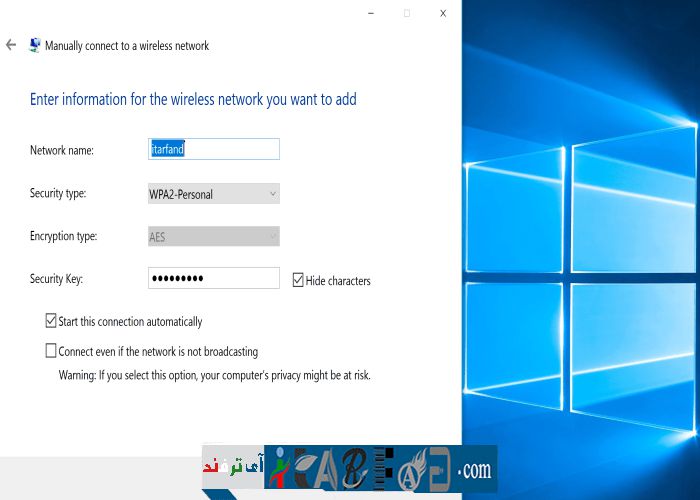 Manually connect to a wireless network
Enter information for the wireless network you want to add
Network name: itarfand
Security type: WPA2-Personal
Encryption type: AES
Security Key: ●●●●●●●●●
Hide characters
Start this connection automatically
Connect even if the network is not broadcasting
Warning: If you select this option, your computer's privacy might be at risk.
آی ترفند
.com